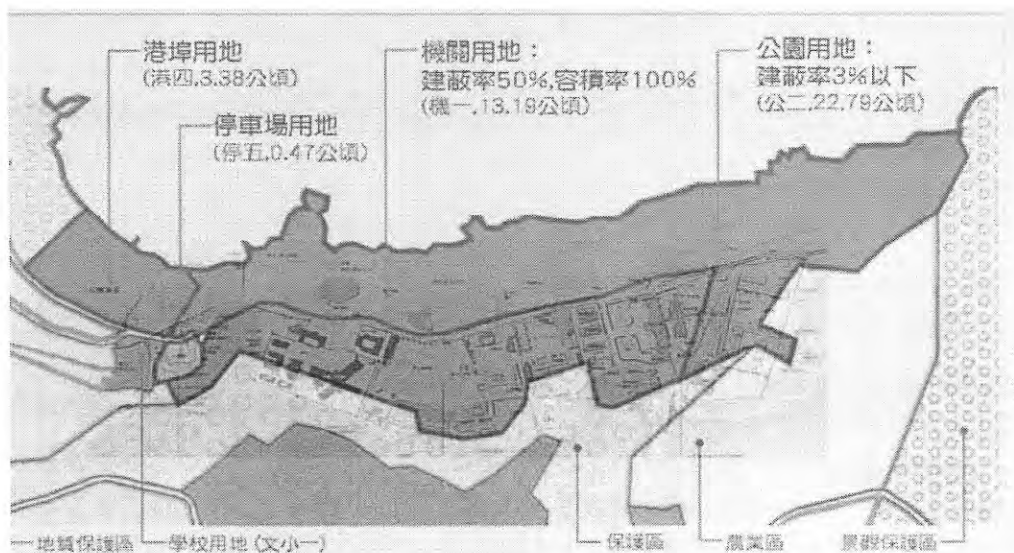 港埠用地
(港四,3.38公頃)
停車場用地
(停五,0.47公頃)
機關用地：
建蔽率50%,容積率100%
(機一,13.19公頃)
公園用地：
建蔽率3%以下
(公二,22.79公頃)
地質保護區
學校用地(文小一)
保護區
農業區
景觀保護區